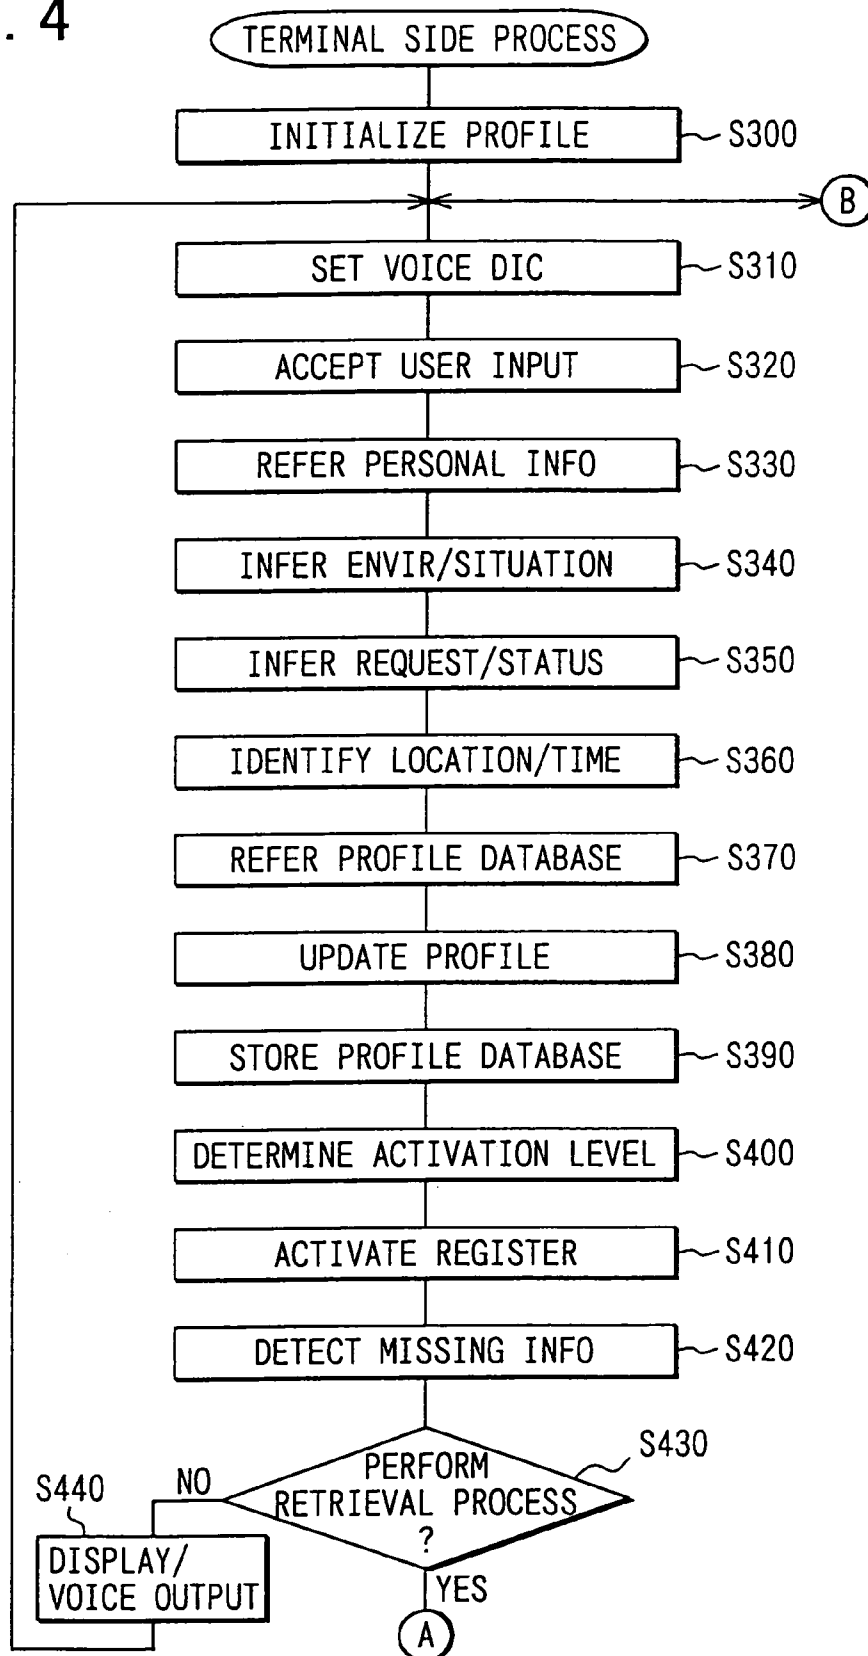 . 4
TERMINAL SIDE PROCESS
INITIALIZE PROFILE S300
B
SET VOICE DIC S310
ACCEPT USER INPUT S320
REFER PERSONAL INFO S330
INFER ENVIR/SITUATION S340
INFER REQUEST/STATUS S350
IDENTIFY LOCATION/TIME S360
REFER PROFILE DATABASE S370
UPDATE PROFILE S380
STORE PROFILE DATABASE S390
DETERMINE ACTIVATION LEVEL S400
ACTIVATE REGISTER S410
DETECT MISSING INFO S420
S430
PERFORM
RETRIEVAL PROCESS
?
NO
S440
DISPLAY/
VOICE OUTPUT
YES
A